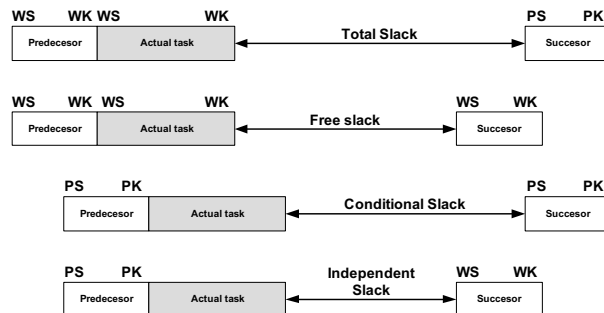 WS WK WS WK PS PK
Predecesor Actual task Total Slack Succesor
WS WK WS WK WS WK
Predecesor Actual task Free slack Succesor
PS PK PS PK
Predecesor Actual task Conditional Slack Succesor
PS PK Independent WS WK
Predecesor Actual task Slack Succesor